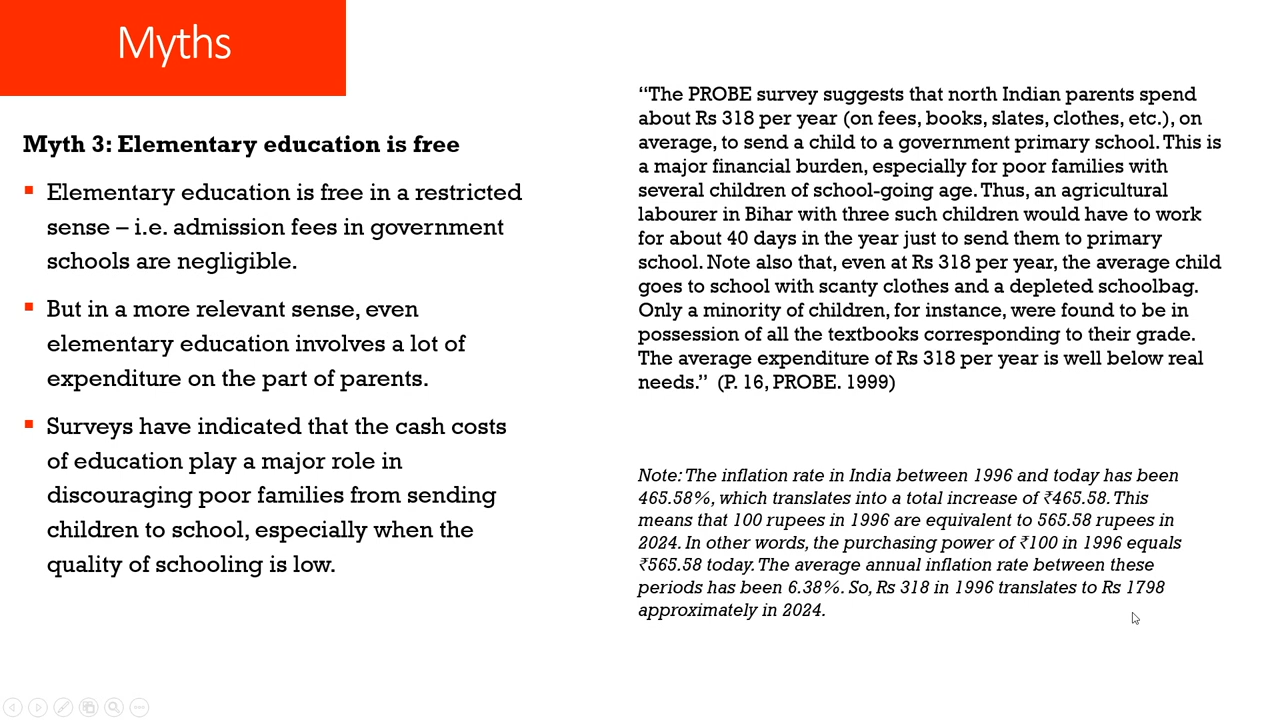 Myths
Myth 3: Elementary education is free
Elementary education is free in a restricted
sense – i.e. admission fees in government
schools are negligible.
But in a more relevant sense, even
elementary education involves a lot of
expenditure on the part of parents.
Surveys have indicated that the cash costs
of education play a major role in
discouraging poor families from sending
children to school, especially when the
quality of schooling is low.
“The PROBE survey suggests that north Indian parents spend
about Rs 318 per year (on fees, books, slates, clothes, etc.), on
average, to send a child to a government primary school. This is
a major financial burden, especially for poor families with
several children of school-going age. Thus, an agricultural
labourer in Bihar with three such children would have to work
for about 40 days in the year just to send them to primary
school. Note also that, even at Rs 318 per year, the average child
goes to school with scanty clothes and a depleted schoolbag.
Only a minority of children, for instance, were found to be in
possession of all the textbooks corresponding to their grade.
The average expenditure of Rs 318 per year is well below real
needs.” (P. 16, PROBE. 1999)
Note: The inflation rate in India between 1996 and today has been
465.58%, which translates into a total increase of ₹465.58. This
means that 100 rupees in 1996 are equivalent to 565.58 rupees in
2024. In other words, the purchasing power of ₹100 in 1996 equals
₹565.58 today. The average annual inflation rate between these
periods has been 6.38%. So, Rs 318 in 1996 translates to Rs 1798
approximately in 2024.